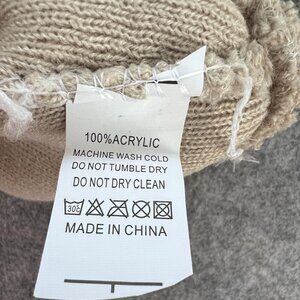 100%ACRYLIC
MACHINE WASH COLD
DO NOT TUMBLE DRY
DO NOT DRY CLEAN
30
MADE IN CHINA